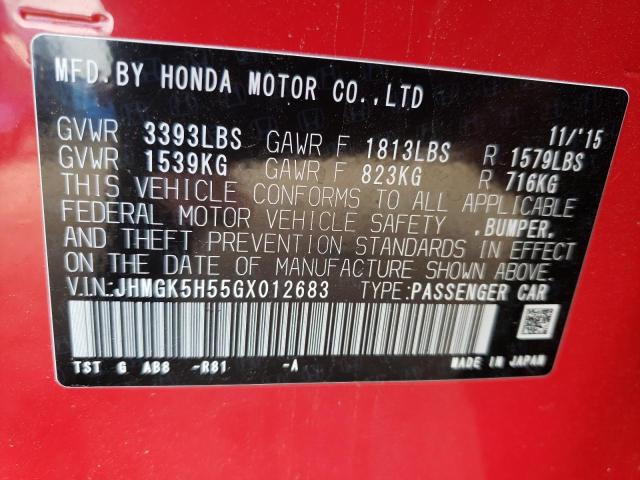 MFD. BY HONDA MOTOR CO.,LTD
11/'15
GVWR 3393LBS GAWR F 1813LBS R 1579LBS
GVWR 1539KG GAWR F 823KG R 716KG
THIS VEHICLE CONFORMS TO ALL APPLICABLE
FEDERAL MOTOR VEHICLE SAFETY ,BUMPER,
AND THEFT PREVENTION STANDARDS IN EFFECT
ON THE DATE OF MANUFACTURE SHOWN ABOVE.
V.I.N:JHMGK5H55GX012683 TYPE:PASSENGER CAR
TST G AB8 -R81 -A MADE IN JAPAN